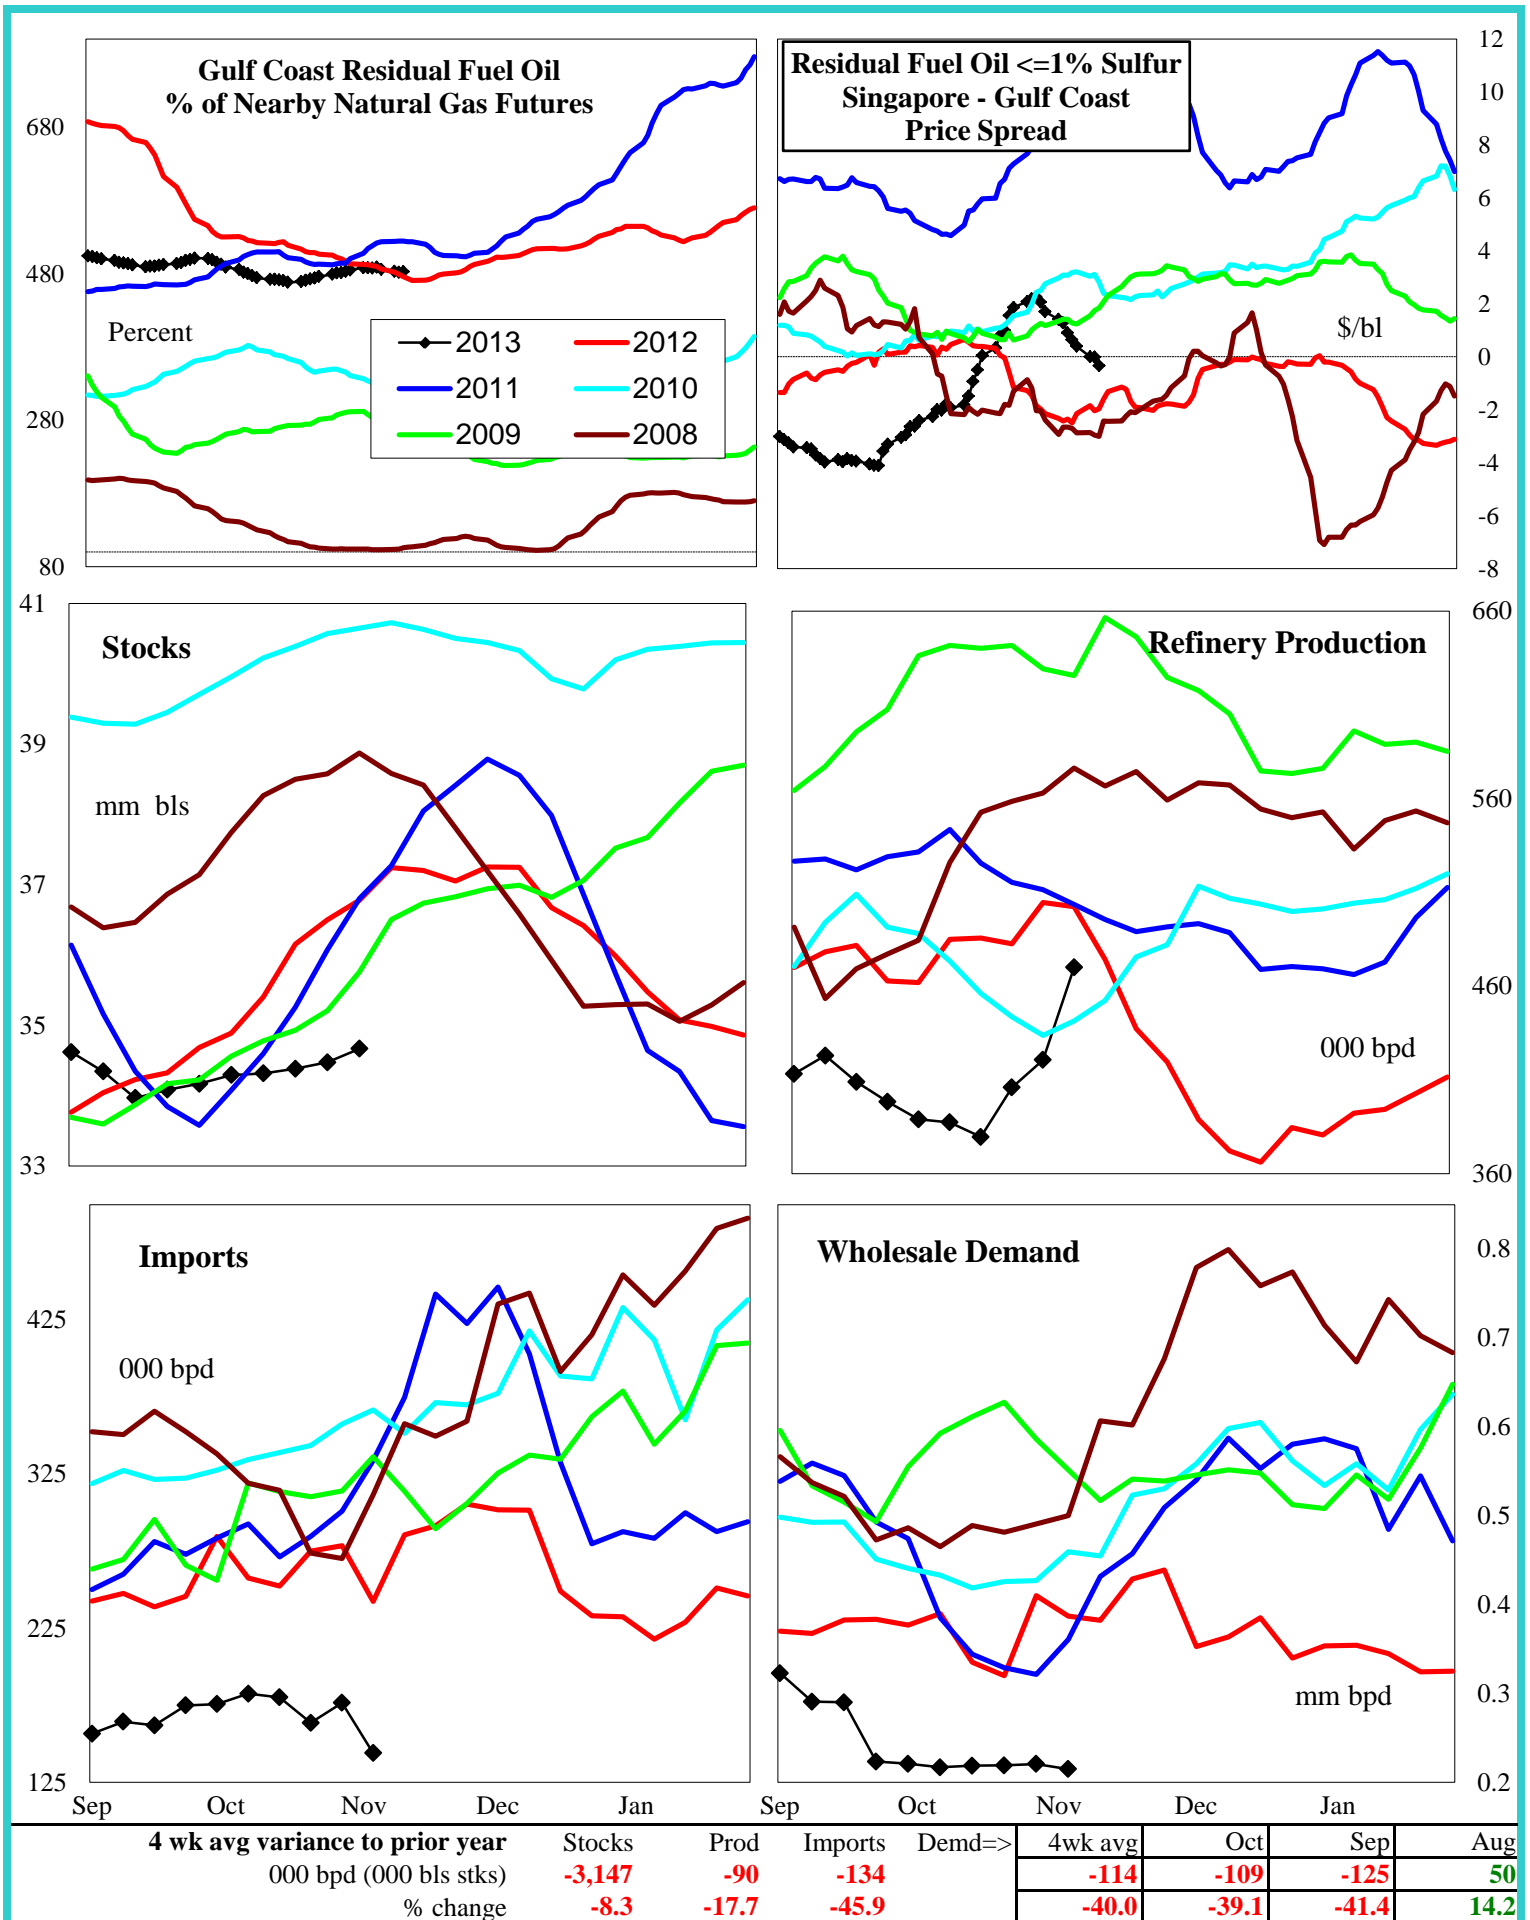 Gulf Coast Residual Fuel Oil
% of Nearby Natural Gas Futures
680
480
280
80
Percent
2013
2012
2011
2010
2009
2008
Residual Fuel Oil <=1% Sulfur
Singapore - Gulf Coast
Price Spread
12
10
8
6
4
2
0
-2
-4
-6
-8
$/bl
Stocks
mm bls
41
39
37
35
33
Refinery Production
000 bpd
660
560
460
360
Imports
000 bpd
425
325
225
125
Sep Oct Nov Dec Jan
Wholesale Demand
mm bpd
0.8
0.7
0.6
0.5
0.4
0.3
0.2
Sep Oct Nov Dec Jan
4 wk avg variance to prior year Stocks Prod Imports Demd=> 4wk avg Oct Sep Aug
000 bpd (000 bls stks) -3,147 -90 -134 -114 -109 -125 50
% change -8.3 -17.7 -45.9 -40.0 -39.1 -41.4 14.2